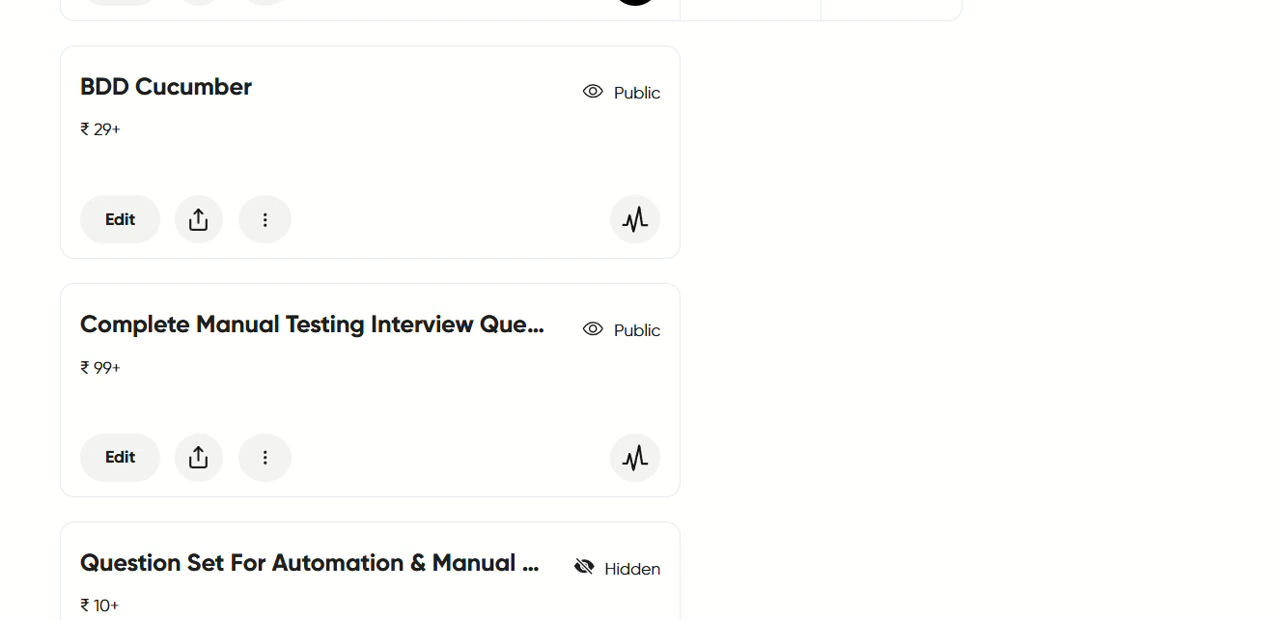 BDD Cucumber
Public
₹ 29+
Edit
Complete Manual Testing Interview Que...
Public
₹ 99+
Edit
Question Set For Automation & Manual ...
Hidden
₹ 10+